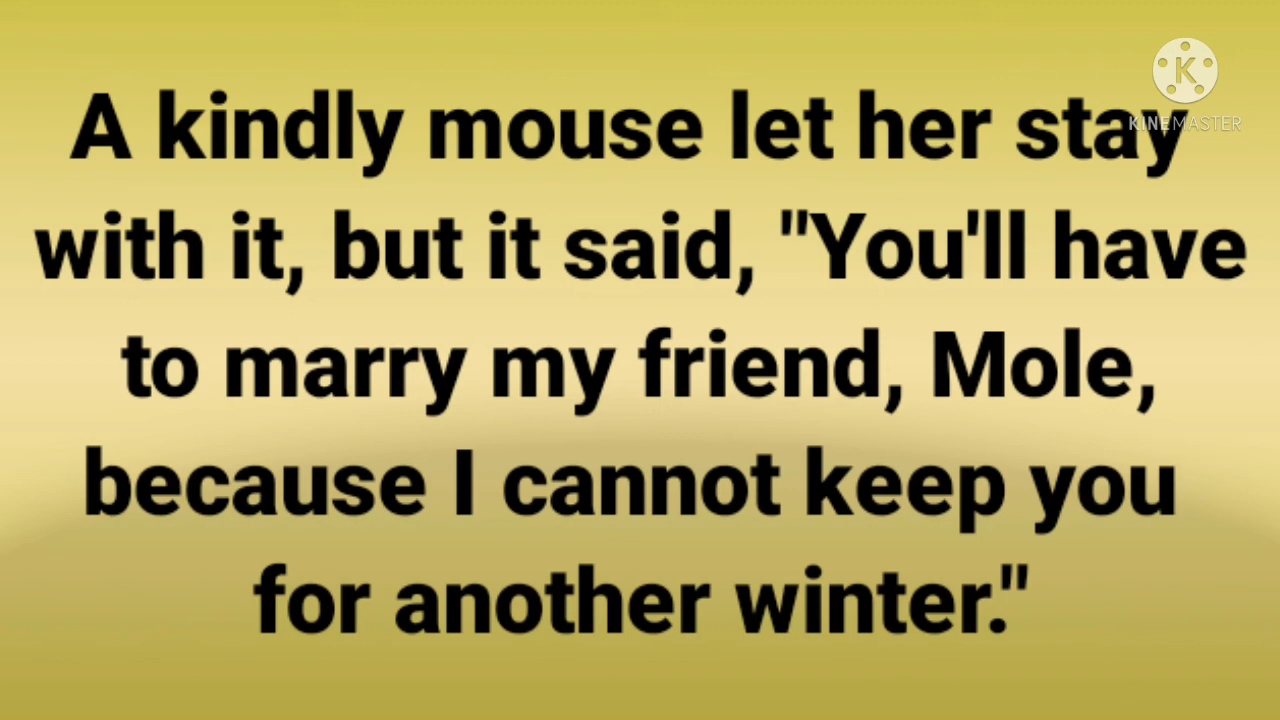 K
KINEMASTER
A kindly mouse let her stay
with it, but it said, "You'll have
to marry my friend, Mole,
because I cannot keep you
for another winter."